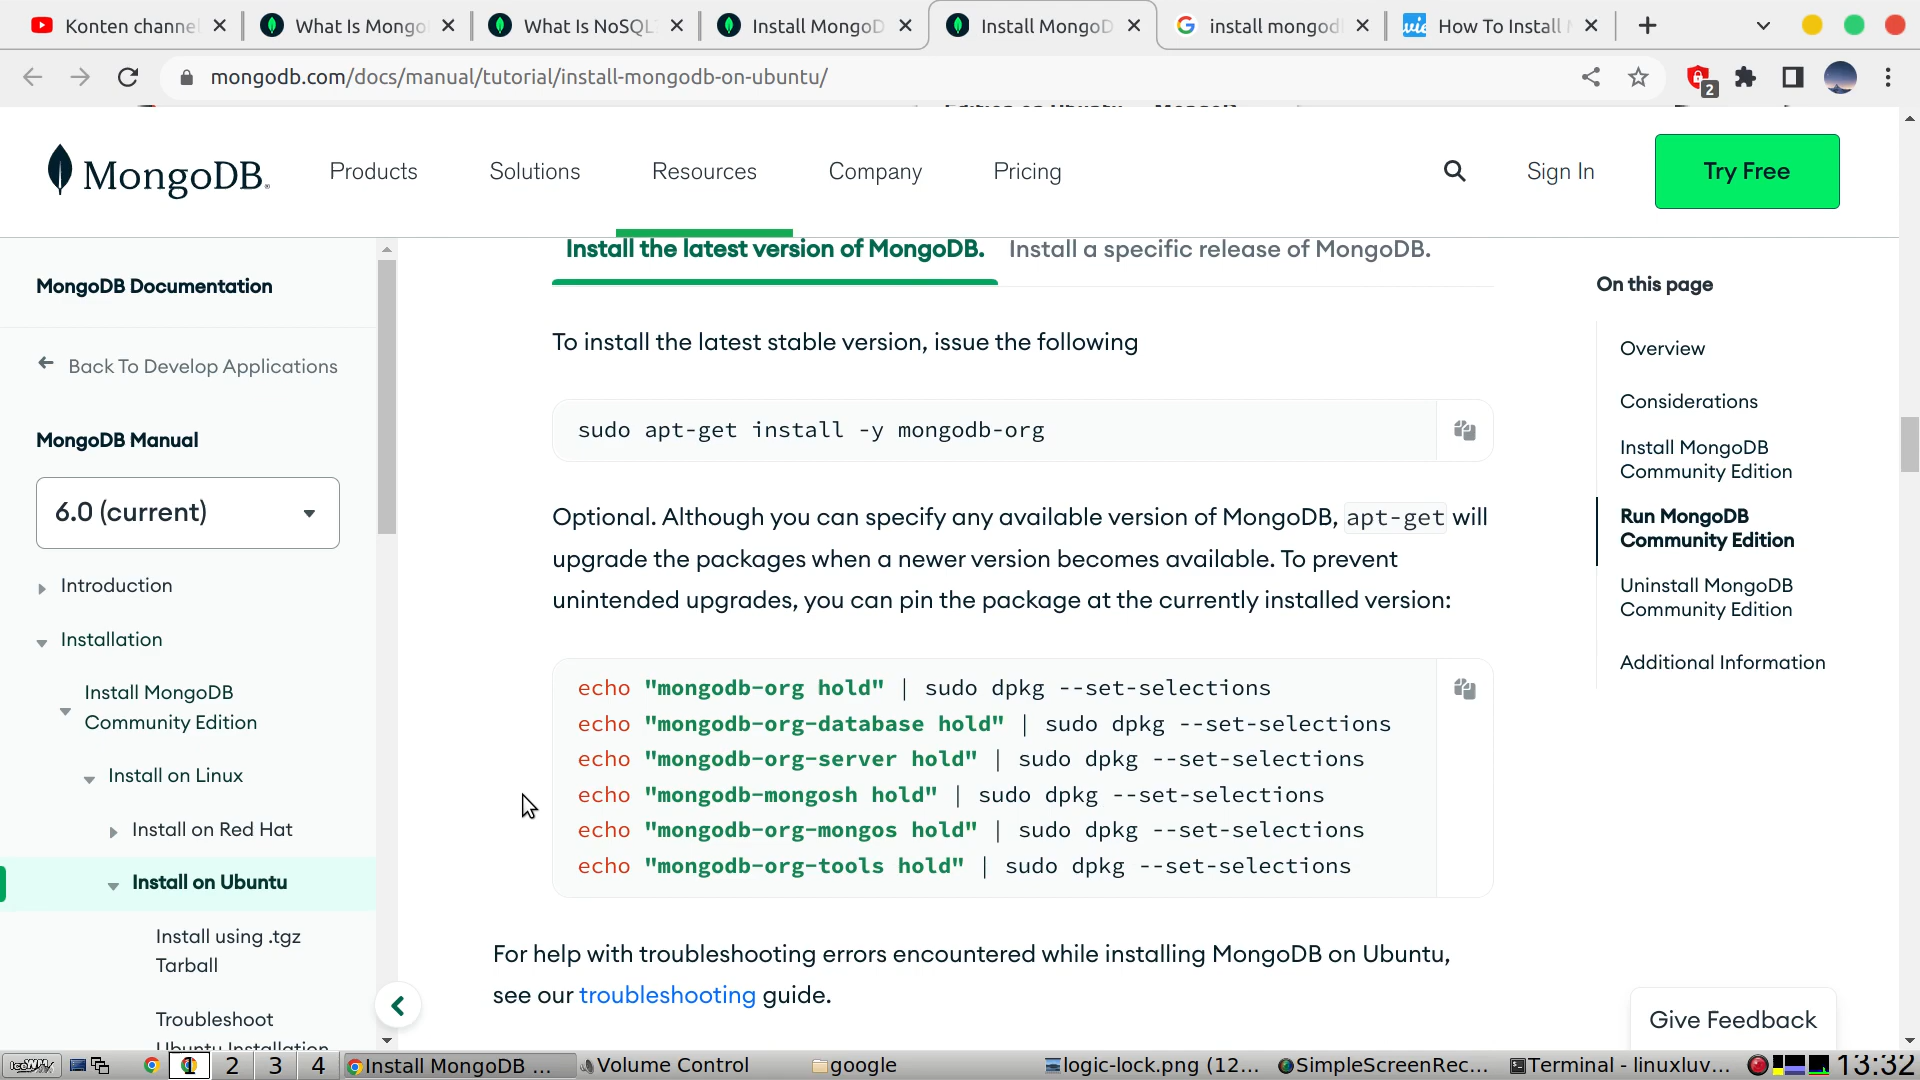 Konten channe
What Is Mongo
What Is NoSQL
Install MongoD
Install MongoD
install mongod
How To Install
mongodb.com/docs/manual/tutorial/install-mongodb-on-ubuntu/
2
MongoDB.
Products
Solutions
Resources
Company
Pricing
Sign In
Try Free
MongoDB Documentation
Back To Develop Applications
MongoDB Manual
6.0 (current)
Introduction
Installation
Install MongoDB
Community Edition
Install on Linux
Install on Red Hat
Install on Ubuntu
Install using .tgz
Tarball
Troubleshoot
Ubuntu Installation
Install the latest version of MongoDB.
Install a specific release of MongoDB.
To install the latest stable version, issue the following
sudo apt-get install -y mongodb-org
Optional. Although you can specify any available version of MongoDB, apt-get will
upgrade the packages when a newer version becomes available. To prevent
unintended upgrades, you can pin the package at the currently installed version:
echo "mongodb-org hold" | sudo dpkg --set-selections
echo "mongodb-org-database hold" | sudo dpkg --set-selections
echo "mongodb-org-server hold" | sudo dpkg --set-selections
echo "mongodb-mongosh hold" | sudo dpkg --set-selections
echo "mongodb-org-mongos hold" | sudo dpkg --set-selections
echo "mongodb-org-tools hold" | sudo dpkg --set-selections
For help with troubleshooting errors encountered while installing MongoDB on Ubuntu,
see our troubleshooting guide.
On this page
Overview
Considerations
Install MongoDB
Community Edition
Run MongoDB
Community Edition
Uninstall MongoDB
Community Edition
Additional Information
Give Feedback
IceWM
1
2
3
4
Install MongoDB ...
Volume Control
google
logic-lock.png (12...
SimpleScreenRec...
Terminal - linuxluv...
13:32